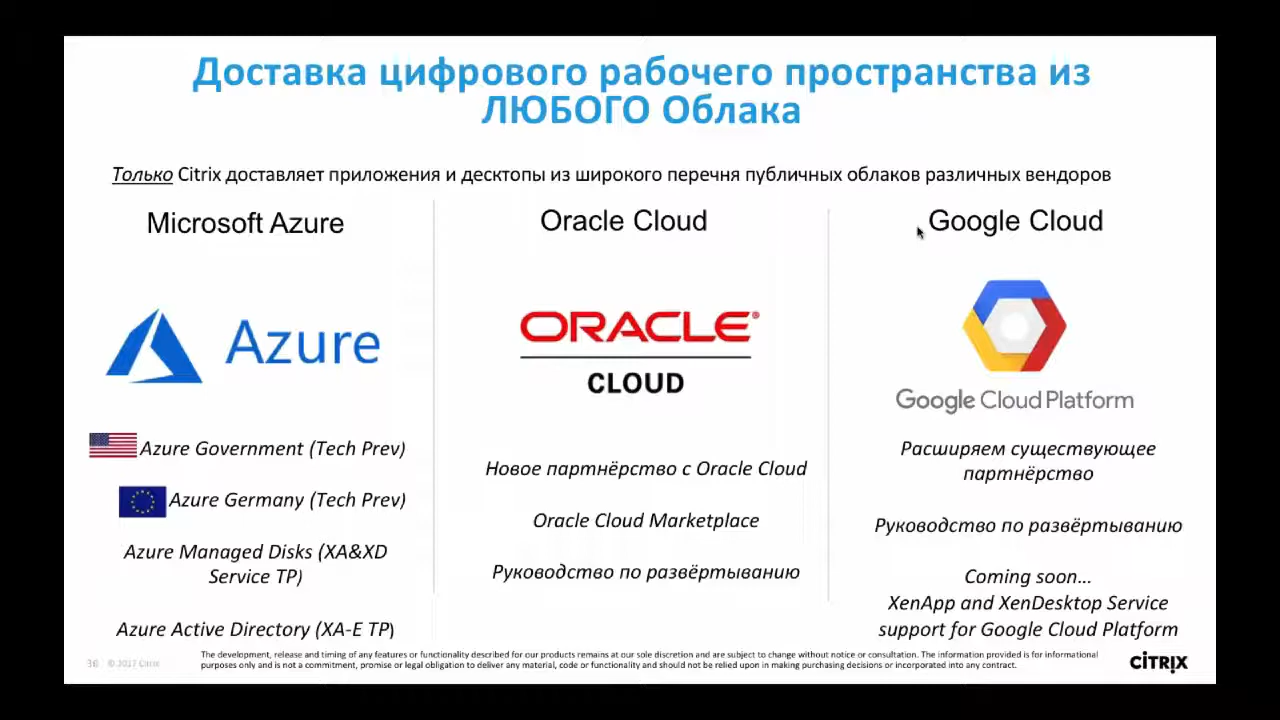 Доставка цифрового рабочего пространства из
ЛЮБОГО Облака
Только Citrix доставляет приложения и десктопы из широкого перечня публичных облаков различных вендоров
Microsoft Azure
Azure
Azure Government (Tech Prev)
Azure Germany (Tech Prev)
Azure Managed Disks (XA&XD
Service TP)
Azure Active Directory (XA-E TP)
Oracle Cloud
ORACLE®
CLOUD
Новое партнёрство с Oracle Cloud
Oracle Cloud Marketplace
Руководство по развёртыванию
Google Cloud
Google Cloud Platform
Расширяем существующее
партнёрство
Руководство по развёртыванию
Coming soon...
XenApp and XenDesktop Service
support for Google Cloud Platform
36 © 2017 Citrix
The development, release and timing of any features or functionality described for our products remains at our sole discretion and are subject to change without notice or consultation. The information provided is for informational
purposes only and is not a commitment, promise or legal obligation to deliver any material, code or functionality and should not be relied upon in making purchasing decisions or incorporated into any contract.
CITRIX